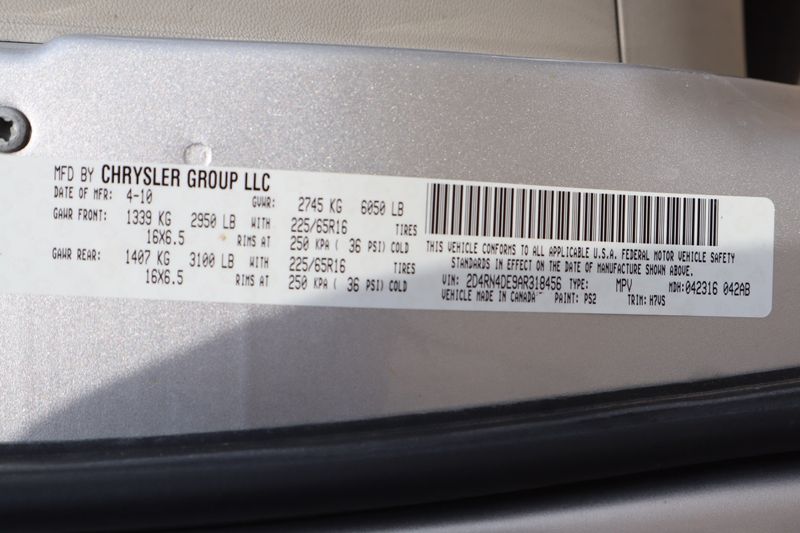 MFD BY CHRYSLER GROUP LLC
DATE OF MFR: 4-10 GVWR: 2745 KG 6050 LB
GAWR FRONT: 1339 KG 2950 LB WITH 225/65R16 TIRES
16X6.5 RIMS AT 250 KPA ( 36 PSI) COLD
GAWR REAR: 1407 KG 3100 LB WITH 225/65R16 TIRES
16X6.5 RIMS AT 250 KPA ( 36 PSI) COLD
THIS VEHICLE CONFORMS TO ALL APPLICABLE U.S.A. FEDERAL MOTOR VEHICLE SAFETY
STANDARDS IN EFFECT ON THE DATE OF MANUFACTURE SHOWN ABOVE.
VIN: 2D4RN4DE9AR318456 TYPE: MPV MDH: 042316 042AB
VEHICLE MADE IN CANADA PAINT: PS2 TRIM: H7VS